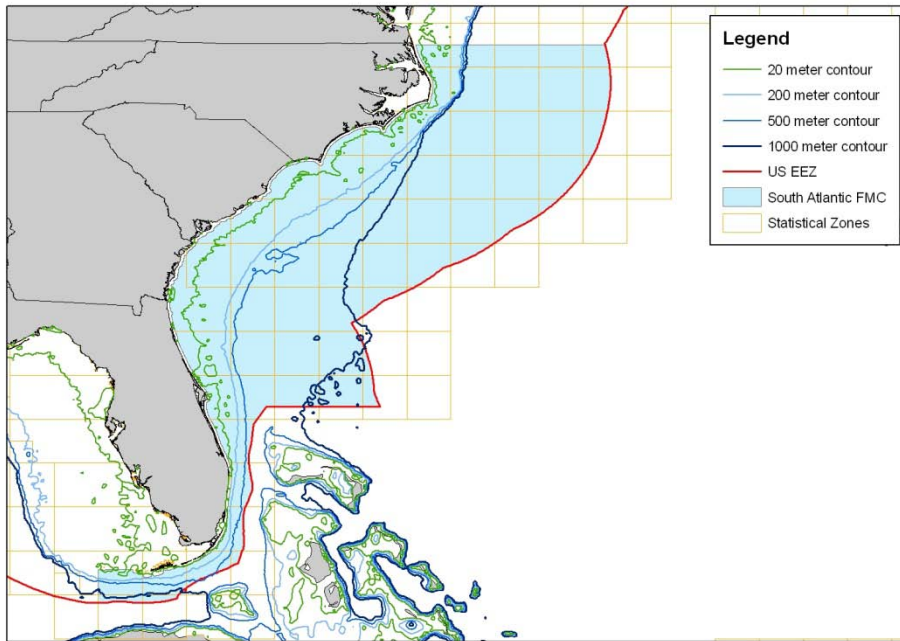 Legend
20 meter contour
200 meter contour
500 meter contour
1000 meter contour
US EEZ
South Atlantic FMC
Statistical Zones